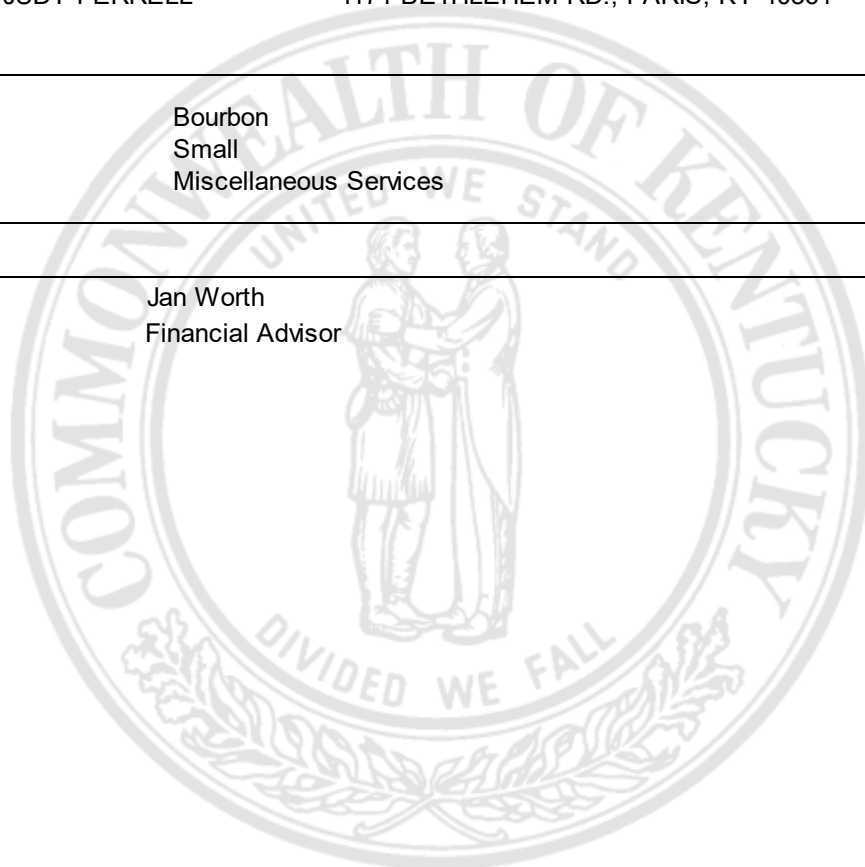 JUDY BETHLEHEM RD., PARIS, KY 40361
Bourbon
Small
Miscellaneous Services
Jan Worth
Financial Advisor
COMMONWEALTH OF KENTUCKY
UNITED WE STAND
DIVIDED WE FALL